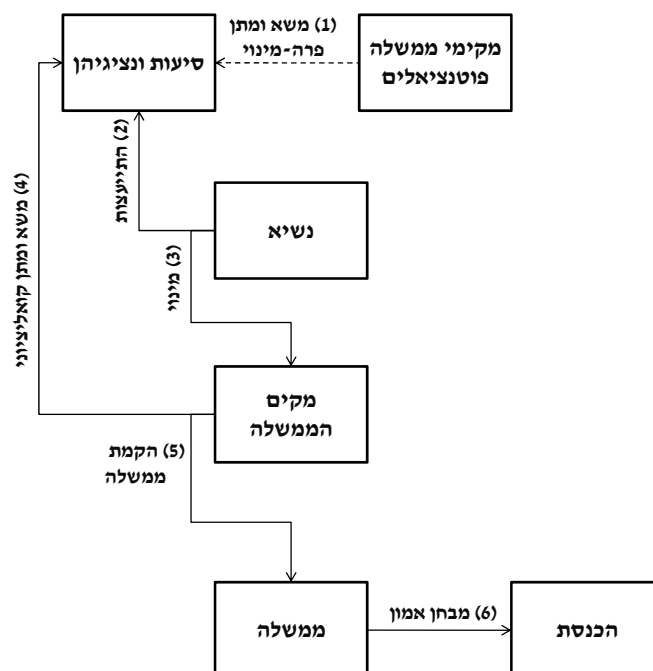 (1) משא ומתן
פרה-מינוי
מקימי ממשלה
פוטנציאלים
סיעות ונציגיהן
(2) התייעצות
(4) משא ומתן קואליציוני
נשיא
(3) מינוי
מקים
הממשלה
(5) הקמת
ממשלה
ממשלה
(6) מבחן אמון
הכנסת